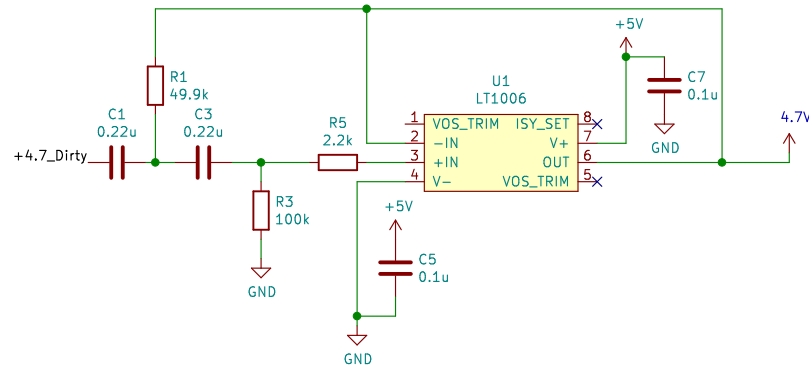 +5V
R1
49.9k
C7
0.1u
GND
4.7V
U1
LT1006
C1
0.22u
C3
0.22u
R5
2.2k
+4.7_Dirty
1
VOS_TRIM
ISY_SET
8
2
-IN
V+
7
3
+IN
OUT
6
4
V-
VOS_TRIM
5
R3
100k
GND
+5V
C5
0.1u
GND